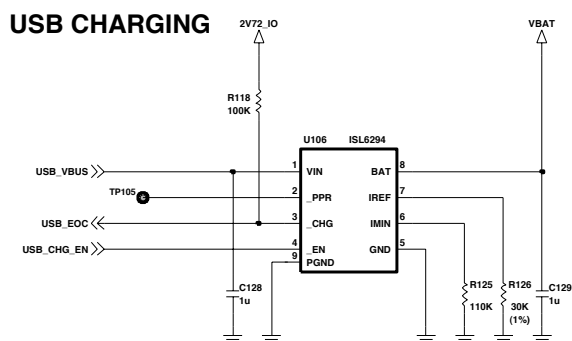 USB CHARGING
2V72_IO
VBAT
R118
100K
U106 ISL6294
USB_VBUS 1 VIN BAT 8
TP105 2 _PPR IREF 7
USB_EOC 3 _CHG IMIN 6
USB_CHG_EN 4 _EN GND 5
9 PGND
C128
1u
R125
110K
R126
30K
(1%)
C129
1u